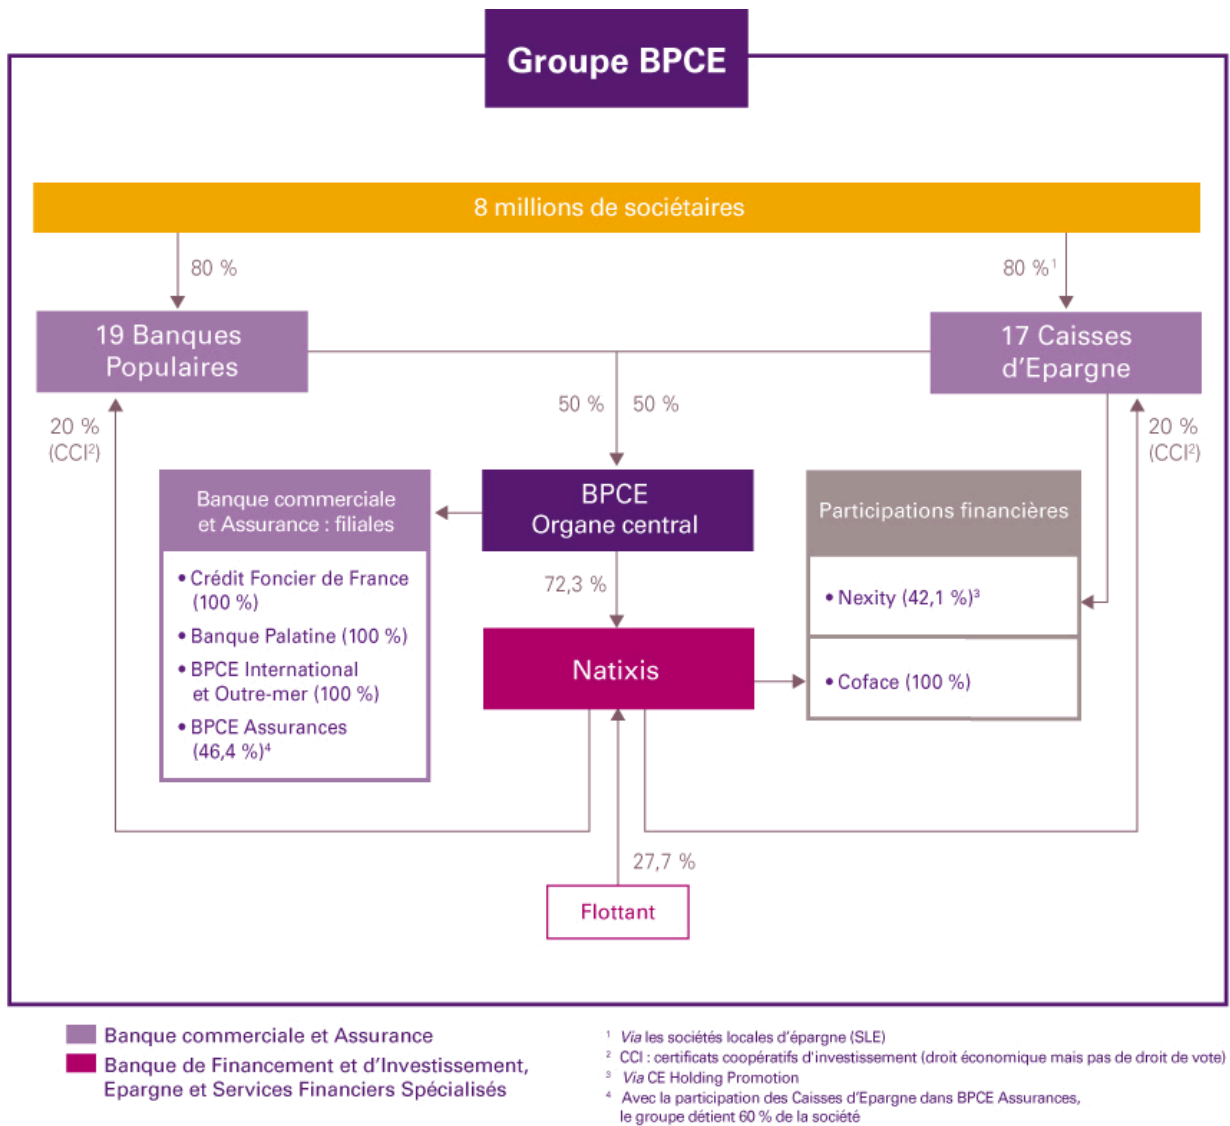 Groupe BPCE
8 millions de sociétaires
80 %
80 %¹
19 Banques
Populaires
17 Caisses
d'Epargne
50 %
50 %
20 %
(CCI²)
20 %
(CCI²)
Banque commerciale
et Assurance : filiales
• Crédit Foncier de France
(100 %)
• Banque Palatine (100 %)
• BPCE International
et Outre-mer (100 %)
• BPCE Assurances
(46,4 %)⁴
BPCE
Organe central
72,3 %
Natixis
Participations financières
• Nexity (42,1 %)³
• Coface (100 %)
27,7 %
Flottant
Banque commerciale et Assurance
Banque de Financement et d'Investissement,
Epargne et Services Financiers Spécialisés
¹ Via les sociétés locales d'épargne (SLE)
² CCI : certificats coopératifs d'investissement (droit économique mais pas de droit de vote)
³ Via CE Holding Promotion
⁴ Avec la participation des Caisses d'Epargne dans BPCE Assurances,
le groupe détient 60 % de la société